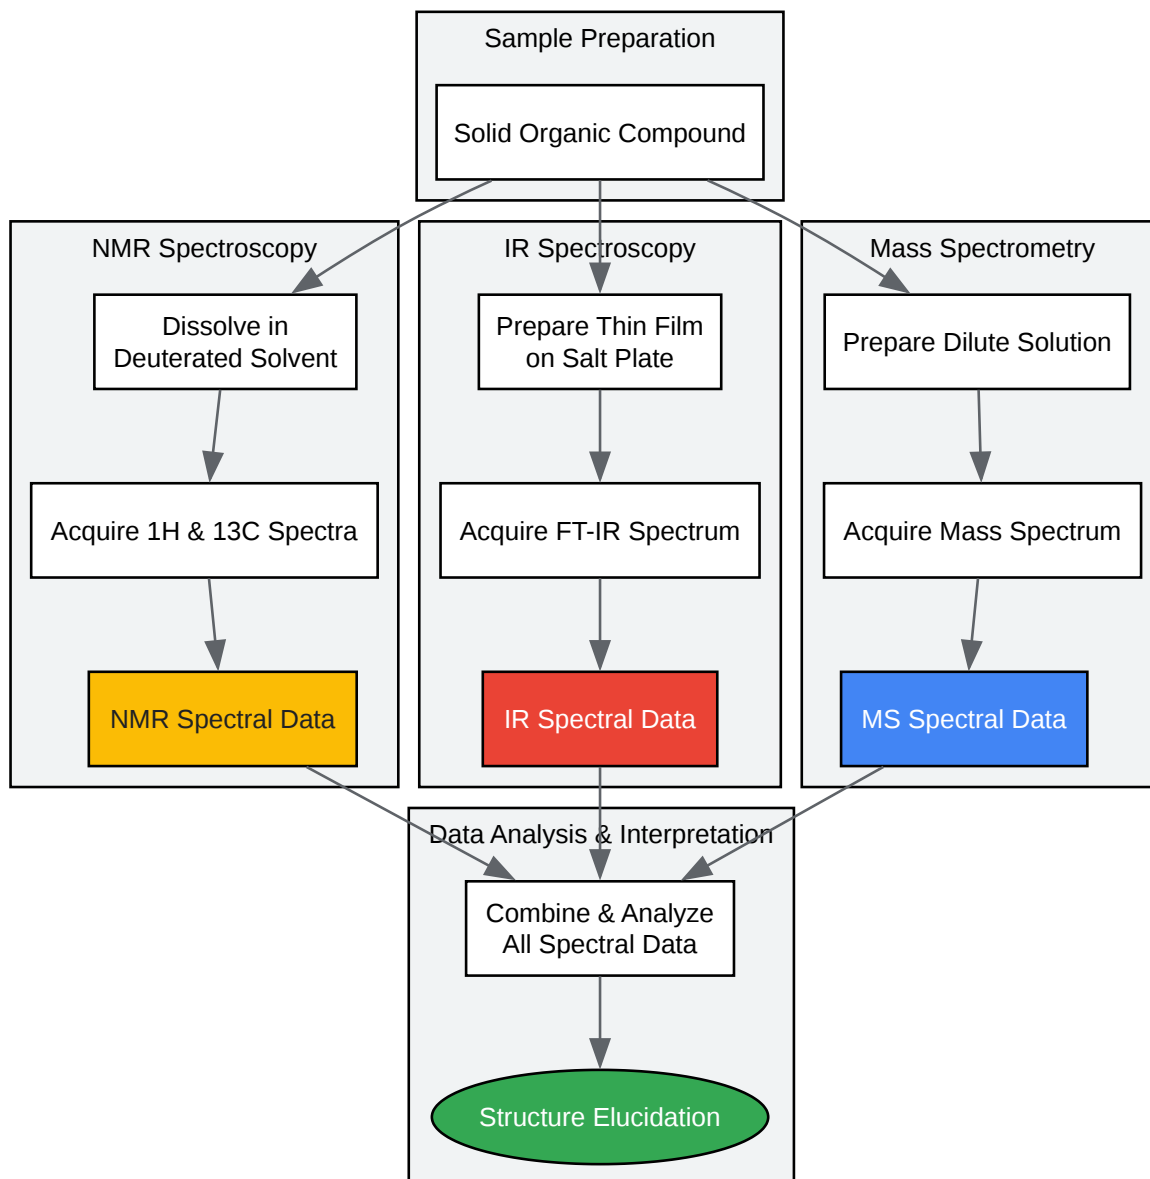 Sample Preparation
Solid Organic Compound
NMR Spectroscopy
IR Spectroscopy
Mass Spectrometry
Dissolve in
Deuterated Solvent
Prepare Thin Film
on Salt Plate
Prepare Dilute Solution
Acquire 1H & 13C Spectra
Acquire FT-IR Spectrum
Acquire Mass Spectrum
NMR Spectral Data
IR Spectral Data
MS Spectral Data
Data Analysis & Interpretation
Combine & Analyze
All Spectral Data
Structure Elucidation